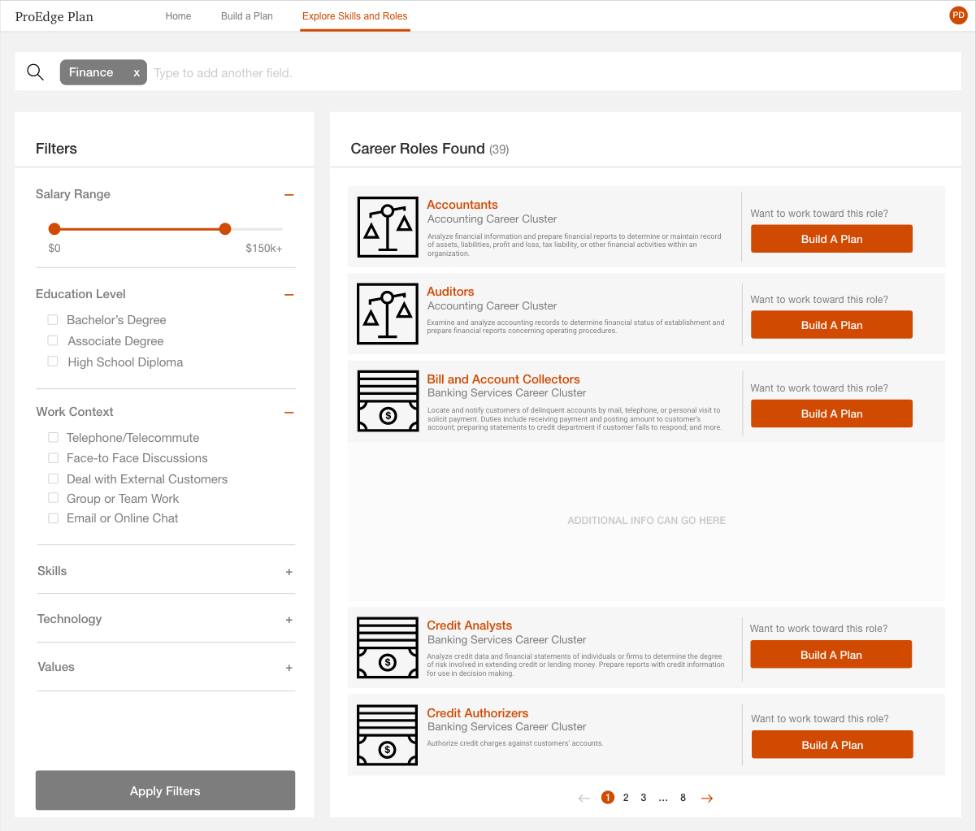 ProEdge Plan
Home
Build a Plan
Explore Skills and Roles
PD
Finance x
Type to add another field.
Filters
Salary Range
$0
$150k+
Education Level
Bachelor's Degree
Associate Degree
High School Diploma
Work Context
Telephone/Telecommute
Face-to Face Discussions
Deal with External Customers
Group or Team Work
Email or Online Chat
Skills +
Technology +
Values +
Apply Filters
Career Roles Found (39)
Accountants
Accounting Career Cluster
Analyze financial information and prepare financial reports to determine or maintain record
of assets, liabilities, profit and loss, tax liability, or other financial activities within an
organization.
Want to work toward this role?
Build A Plan
Auditors
Accounting Career Cluster
Examine and analyze accounting records to determine financial status of establishment and
prepare financial reports concerning operating procedures.
Want to work toward this role?
Build A Plan
$
Bill and Account Collectors
Banking Services Career Cluster
Locate and notify customers of delinquent accounts by mail, telephone, or personal visit to
solicit payment. Duties include receiving payment and posting amount to customer's
account; preparing statements to credit department if customer fails to respond; and more.
Want to work toward this role?
Build A Plan
ADDITIONAL INFO CAN GO HERE
$
Credit Analysts
Banking Services Career Cluster
Analyze credit data and financial statements of individuals or firms to determine the degree
of risk involved in extending credit or lending money. Prepare reports with credit information
for use in decision making.
Want to work toward this role?
Build A Plan
$
Credit Authorizers
Banking Services Career Cluster
Authorize credit charges against customers' accounts.
Want to work toward this role?
Build A Plan
← 1 2 3 ... 8 →